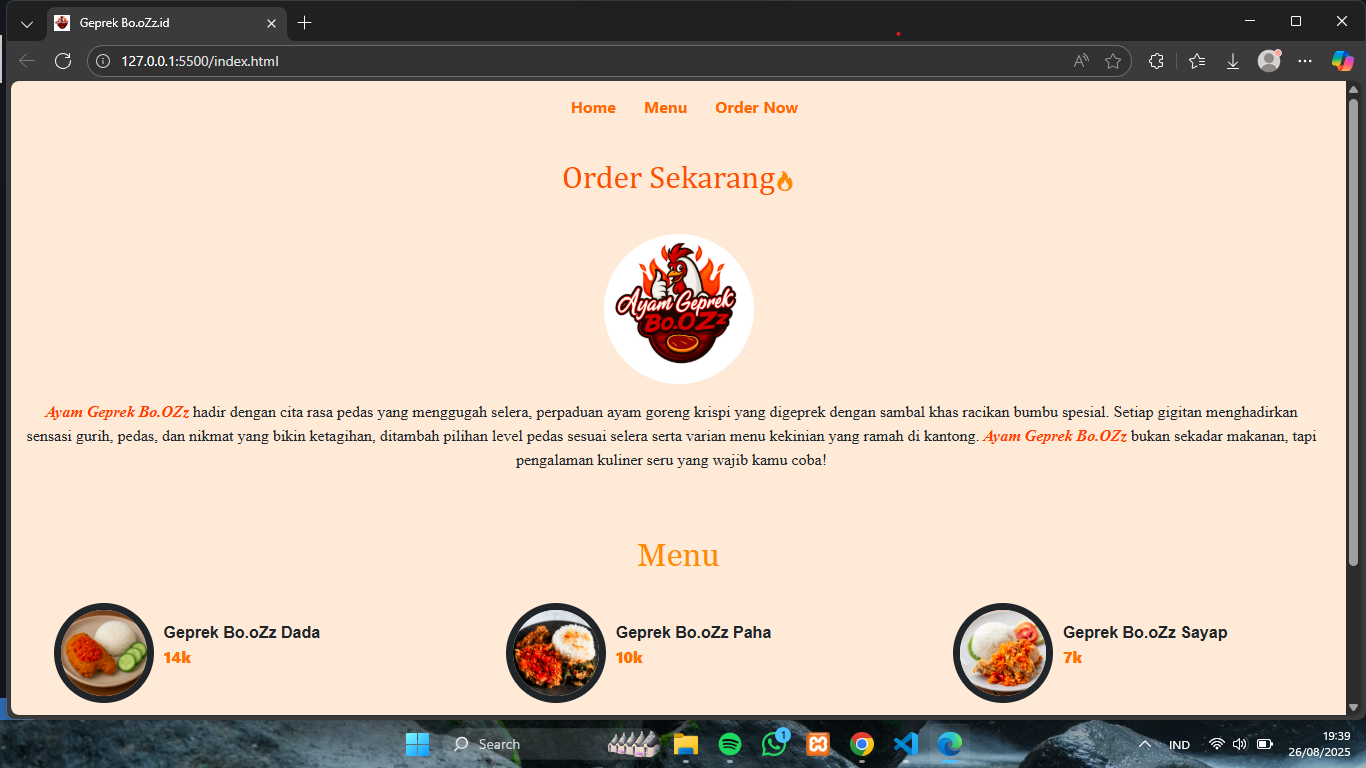 Geprek Bo.oZz.id
127.0.0.1:5500/index.html
Home Menu Order Now
Order Sekarang🔥
Ayam Geprek
Bo.OZz
Ayam Geprek Bo.OZz hadir dengan cita rasa pedas yang menggugah selera, perpaduan ayam goreng krispi yang digeprek dengan sambal khas racikan bumbu spesial. Setiap gigitan menghadirkan
sensasi gurih, pedas, dan nikmat yang bikin ketagihan, ditambah pilihan level pedas sesuai selera serta varian menu kekinian yang ramah di kantong. Ayam Geprek Bo.OZz bukan sekadar makanan, tapi
pengalaman kuliner seru yang wajib kamu coba!
Menu
Geprek Bo.oZz Dada
14k
Geprek Bo.oZz Paha
10k
Geprek Bo.oZz Sayap
7k
Search
1
IND
19:39
26/08/2025